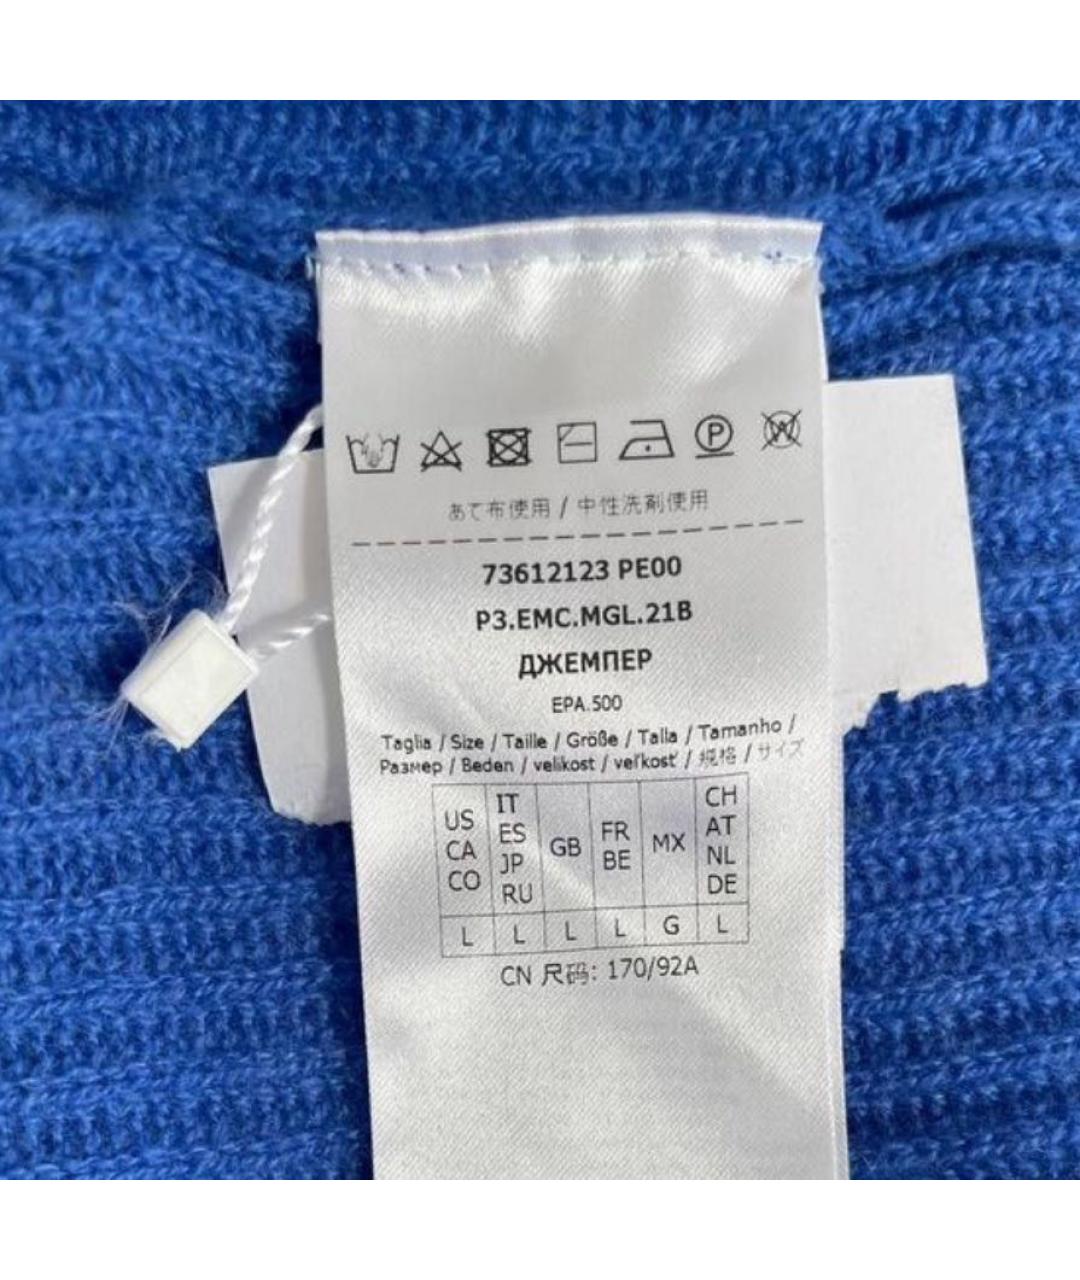 P
W
あて布使用 / 中性洗剤使用
73612123 PE00
P3.EMC.MGL.21B
ДЖЕМПЕР
EPA.500
Taglia / Size / Taille / Größe / Talla / Tamanho /
Размер / Beden / velikost / veľkosť / 規格 / サイズ
US CA CO | IT ES JP RU | GB | FR BE | MX | CH AT NL DE
L | L | L | L | G | L
CN 尺码: 170/92A